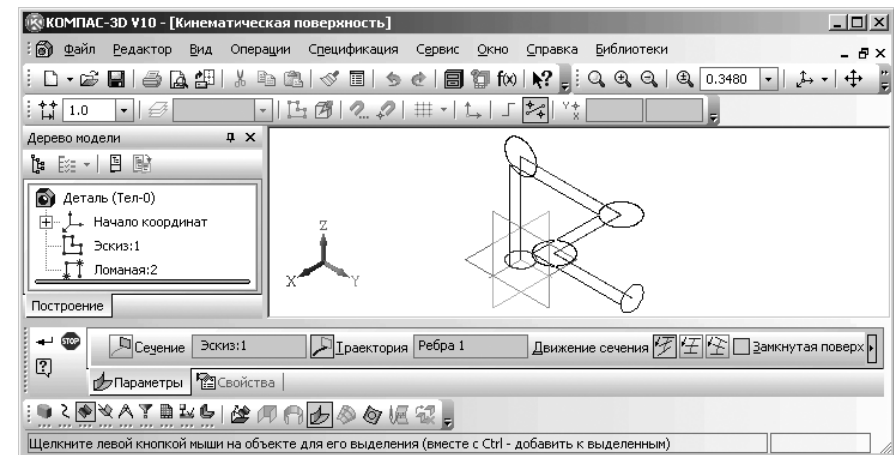 КОМПАС-3D V10 - [Кинематическая поверхность]
Файл Редактор Вид Операции Спецификация Сервис Окно Справка Библиотеки
0.3480
1.0
Дерево модели
Деталь (Тел-0)
Начало координат
Эскиз:1
Ломаная:2
Построение
Z
X Y
Сечение Эскиз:1 Траектория Ребра 1 Движение сечения Замкнутая поверх
Параметры Свойства
Щелкните левой кнопкой мыши на объекте для его выделения (вместе с Ctrl - добавить к выделенным)